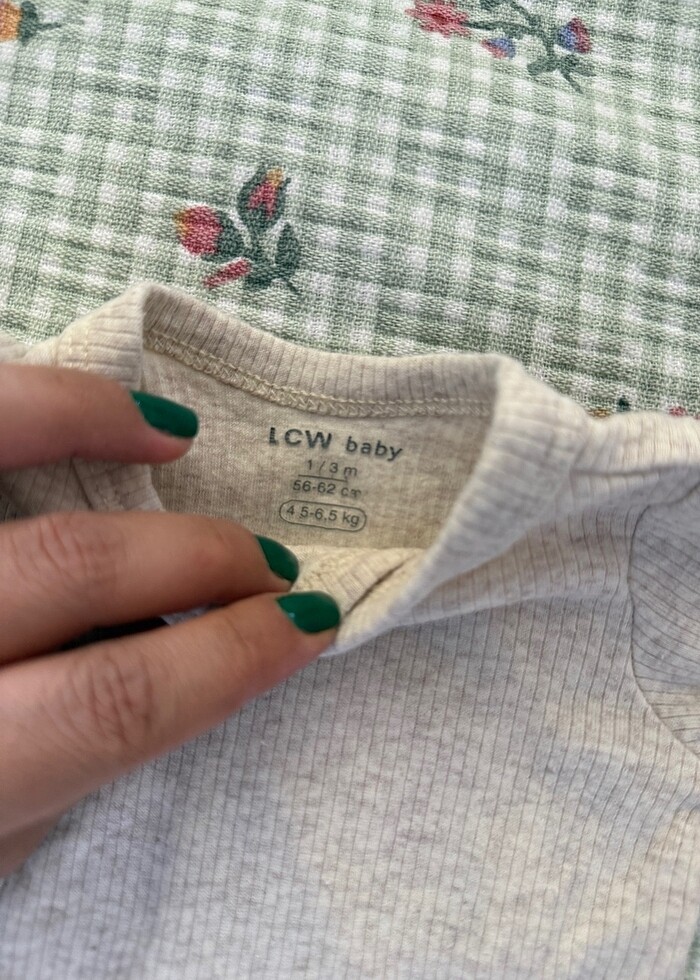 LCW baby
1/3 m
56-62 cm
4.5-6,5 kg